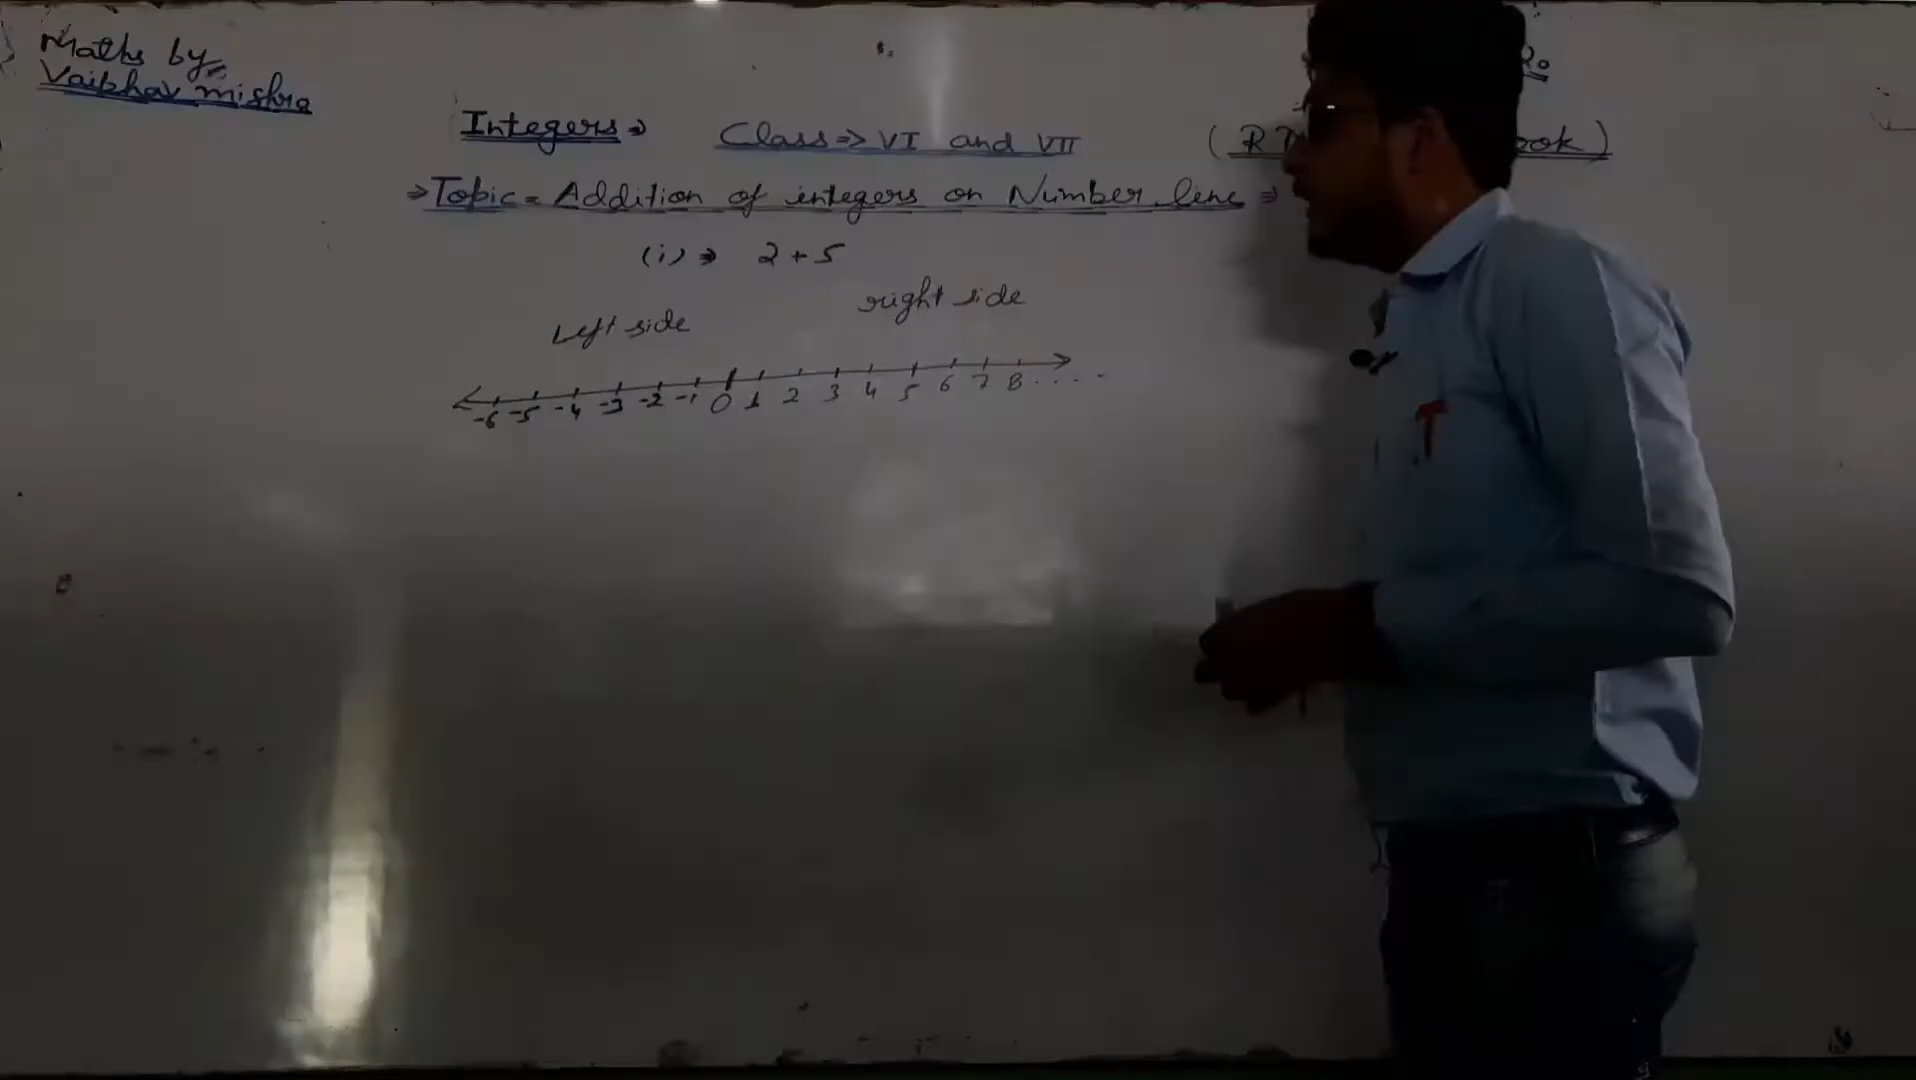 Maths by
Vaibhav mishra
Integers ⇒ Class ⇒ VI and VII
⇒ Topic = Addition of integers on Number line ⇒
(i) ⇒ 2 + 5
right side
Left side
-6 -5 -4 -3 -2 -1 0 1 2 3 4 5 6 7 8 . . . .